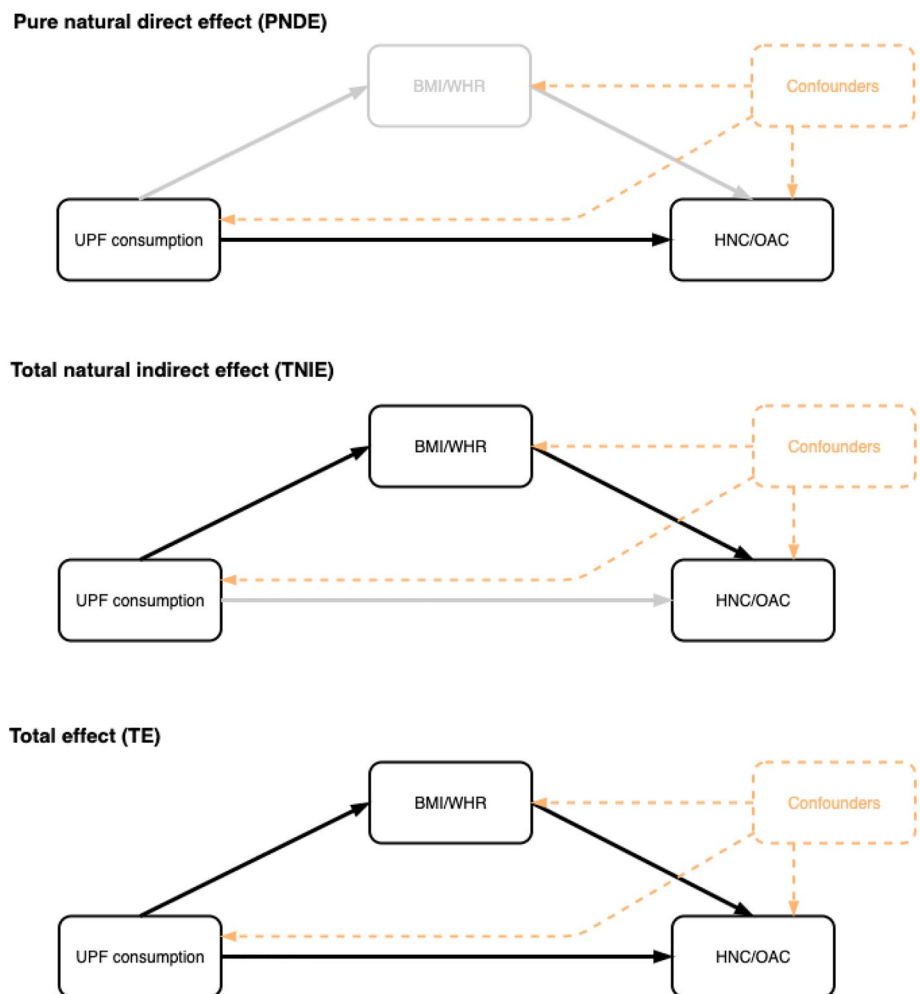 Pure natural direct effect (PNDE)
BMI/WHR
Confounders
UPF consumption
HNC/OAC
Total natural indirect effect (TNIE)
BMI/WHR
Confounders
UPF consumption
HNC/OAC
Total effect (TE)
BMI/WHR
Confounders
UPF consumption
HNC/OAC